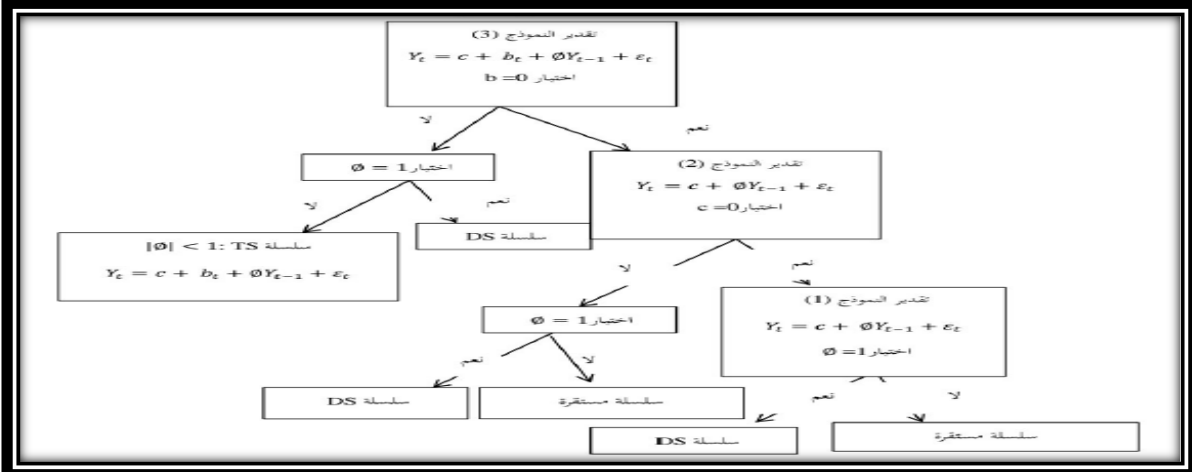 تقدير النموذج (3)
Yₜ = c + bₜ + ØYₜ₋₁ + εₜ
اختبار b =0
لا
نعم
اختبار Ø = 1
تقدير النموذج (2)
Yₜ = c + ØYₜ₋₁ + εₜ
اختبار c =0
لا
نعم
سلسلة DS
سلسلة TS :1 > |Ø|
Yₜ = c + bₜ + ØYₜ₋₁ + εₜ
لا
نعم
اختبار Ø = 1
تقدير النموذج (1)
Yₜ = c + ØYₜ₋₁ + εₜ
اختبار Ø =1
نعم
لا
سلسلة DS
سلسلة مستقرة
نعم
لا
سلسلة DS
سلسلة مستقرة